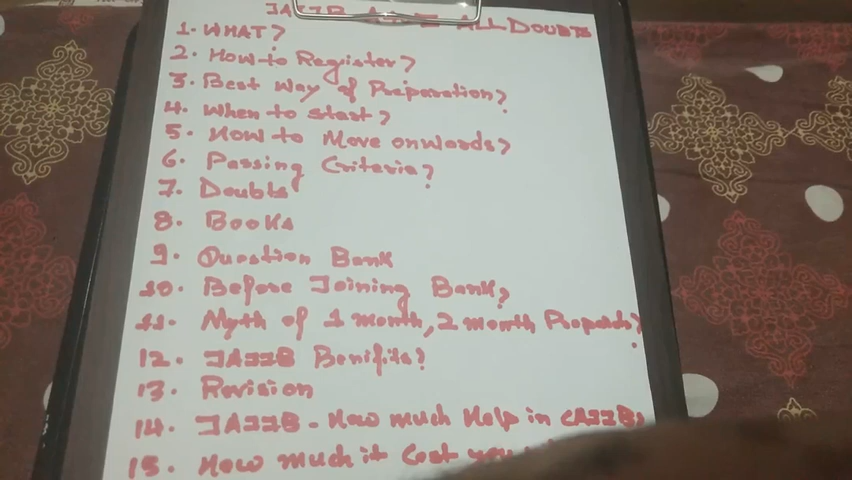 JAIIB ALL DOUBTS
1. WHAT?
2. How to Register?
3. Best Way of Preparation?
4. When to start?
5. How to Move onwards?
6. Passing Criteria?
7. Doubts
8. Books
9. Question Bank
10. Before Joining Bank?
11. Myth of 1 month, 2 month Propatch?
12. JAIIB Benifits?
13. Revision
14. JAIIB - How much Help in CAIIB?
15. How much it Cost you